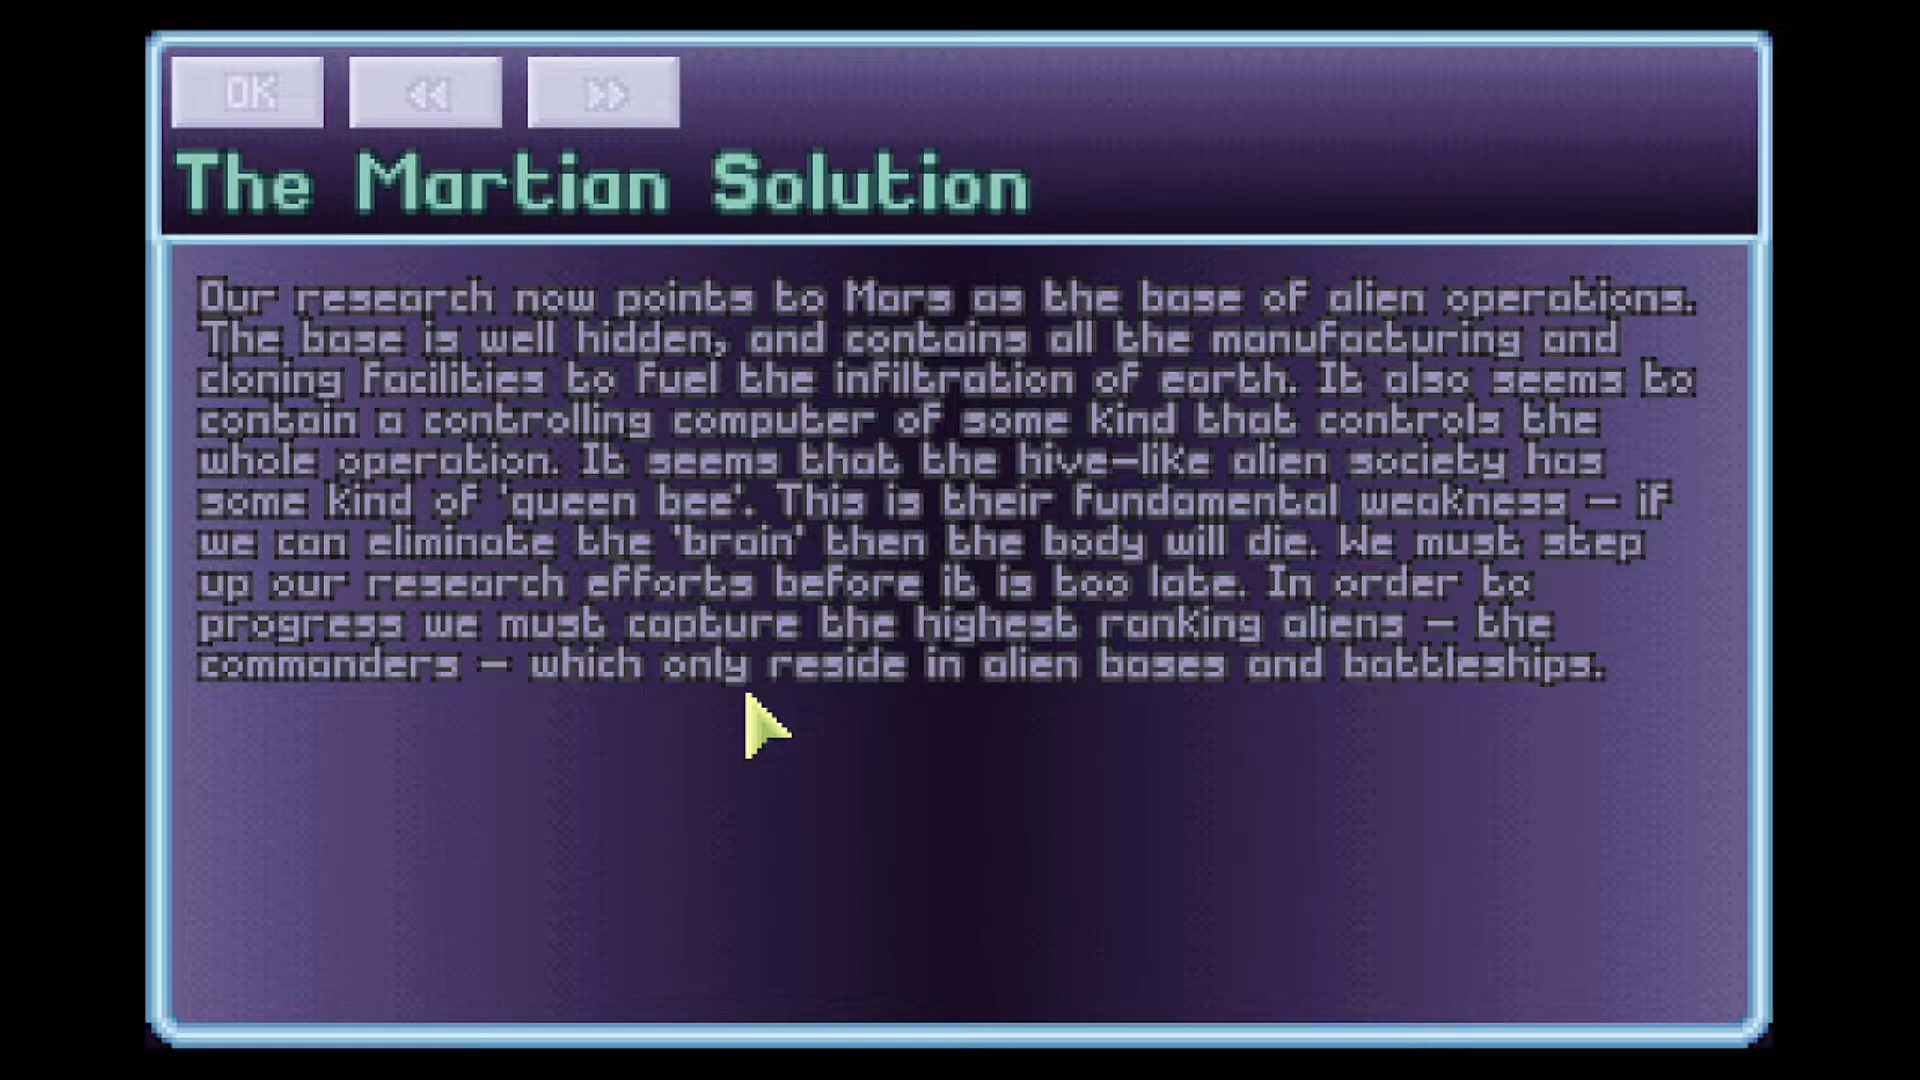 OK
The Martian Solution
Our research now points to Mars as the base of alien operations.
The base is well hidden, and contains all the manufacturing and
cloning facilities to fuel the infiltration of earth. It also seems to
contain a controlling computer of some kind that controls the
whole operation. It seems that the hive-like alien society has
some kind of 'queen bee'. This is their fundamental weakness - if
we can eliminate the 'brain' then the body will die. We must step
up our research efforts before it is too late. In order to
progress we must capture the highest ranking aliens - the
commanders - which only reside in alien bases and battleships.